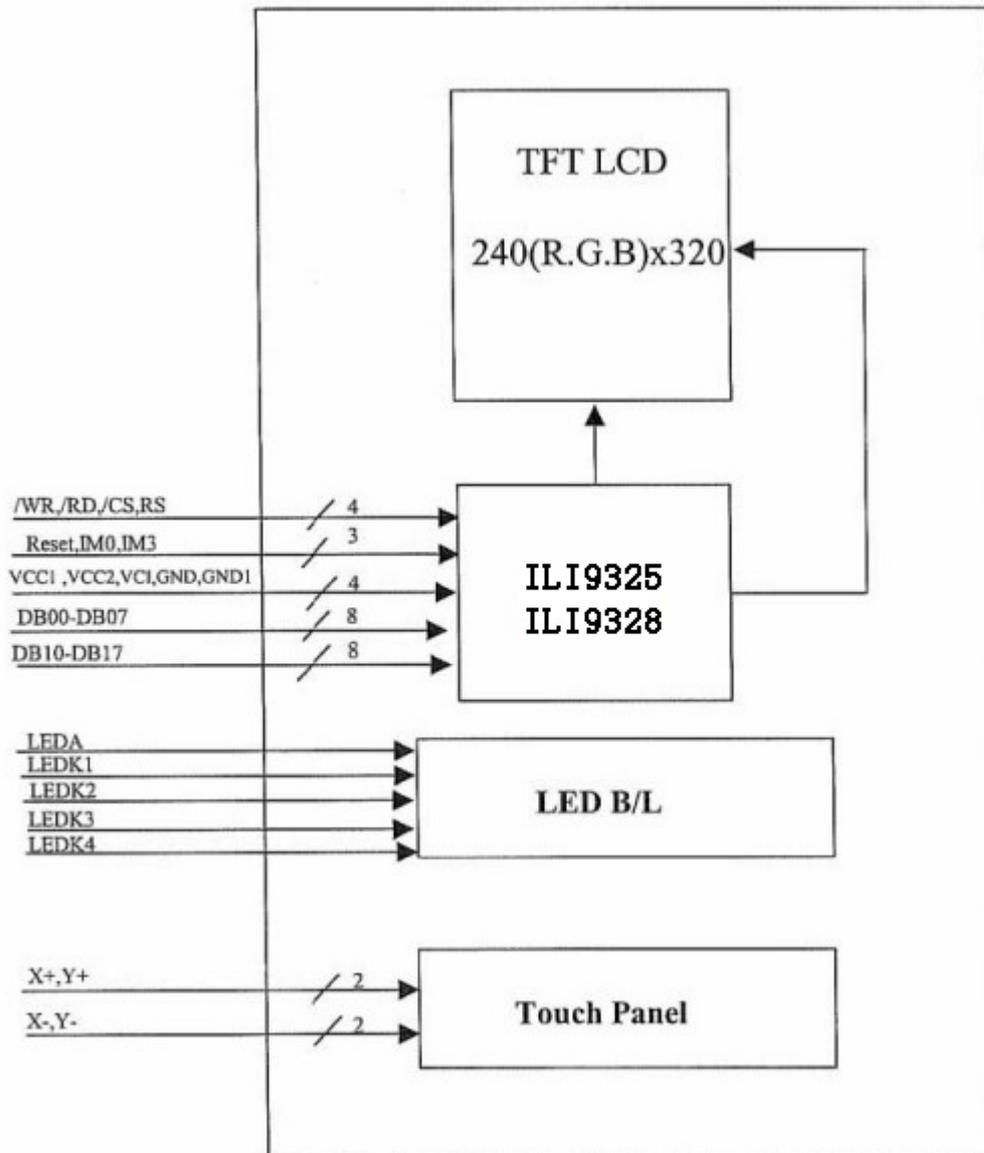 TFT LCD
240(R.G.B)x320
/WR,/RD,/CS,RS
4
Reset,IM0,IM3
3
VCC1 ,VCC2,VCI,GND,GND1
4
DB00-DB07
8
DB10-DB17
8
ILI9325
ILI9328
LEDA
LEDK1
LEDK2
LEDK3
LEDK4
LED B/L
X+,Y+
2
X-,Y-
2
Touch Panel